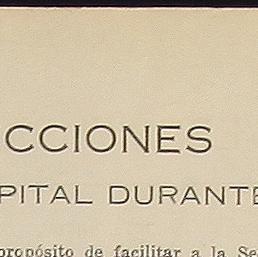 CCIONES
PITAL DURANTE
propósito de facilitar a la Se